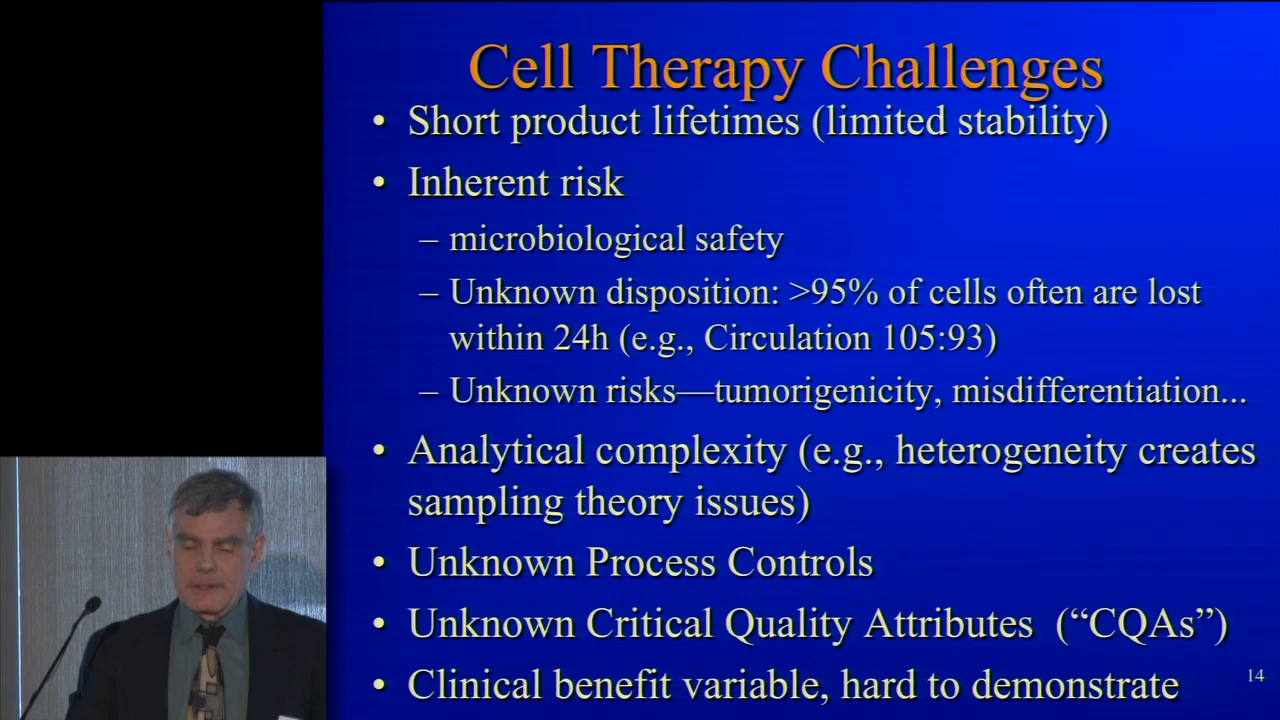 Cell Therapy Challenges
• Short product lifetimes (limited stability)
• Inherent risk
– microbiological safety
– Unknown disposition: >95% of cells often are lost
within 24h (e.g., Circulation 105:93)
– Unknown risks—tumorigenicity, misdifferentiation...
• Analytical complexity (e.g., heterogeneity creates
sampling theory issues)
• Unknown Process Controls
• Unknown Critical Quality Attributes (“CQAs”)
• Clinical benefit variable, hard to demonstrate
14